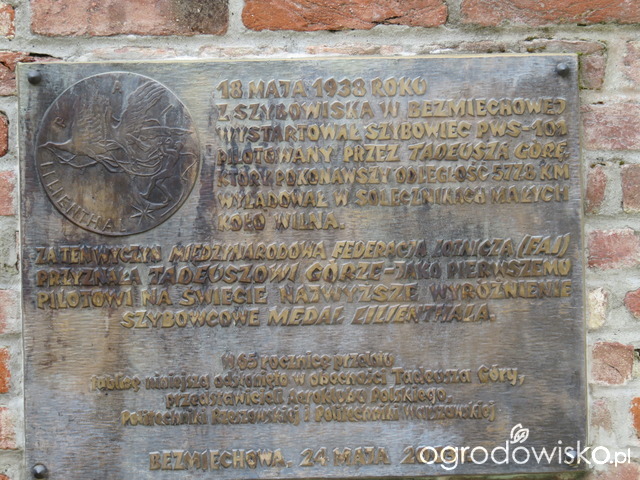 LILIENTHAL
18 MAJA 1938 ROKU
Z SZYBOWISKA W BEZMIECHOWEJ
WYSTARTOWAŁ SZYBOWIEC PWS-101
PILOTOWANY PRZEZ TADEUSZA GÓRĘ,
KTÓRY POKONAWSZY ODLEGŁOŚĆ 577,8 KM
WYLĄDOWAŁ W SOLECZNIKACH MAŁYCH
KOŁO WILNA.
ZA TEN WYCZYN MIĘDZYNARODOWA FEDERACJA LOTNICZA (FAI)
PRZYZNAŁA TADEUSZOWI GÓRZE - JAKO PIERWSZEMU
PILOTOWI NA ŚWIECIE NAJWYŻSZE WYRÓŻNIENIE
SZYBOWCOWE MEDAL LILIENTHALA.
W 65 rocznicę przelotu
tablicę niniejszą odsłonięto w obecności Tadeusza Góry,
przedstawicieli Aeroklubu Polskiego,
Politechniki Rzeszowskiej i Politechniki Warszawskiej
BEZMIECHOWA, 24 MAJA
ogrodowisko.pl